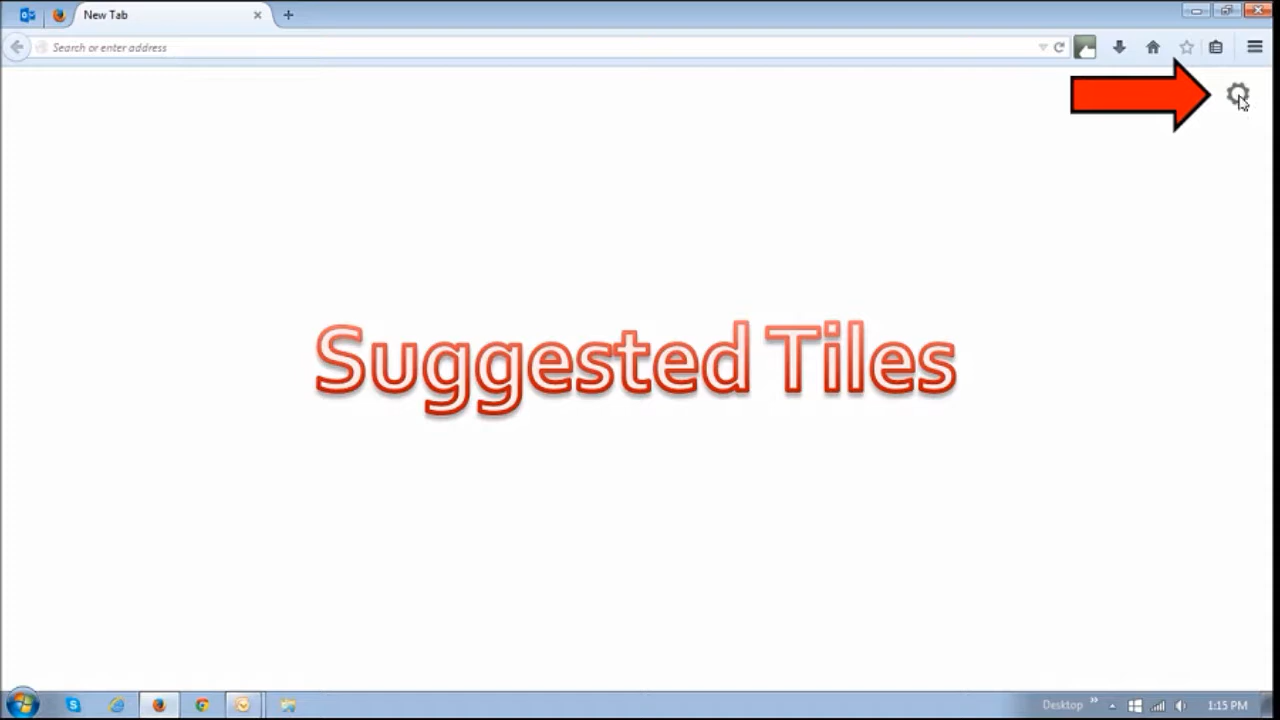 New Tab
Search or enter address
Suggested Tiles
Desktop
1:15 PM